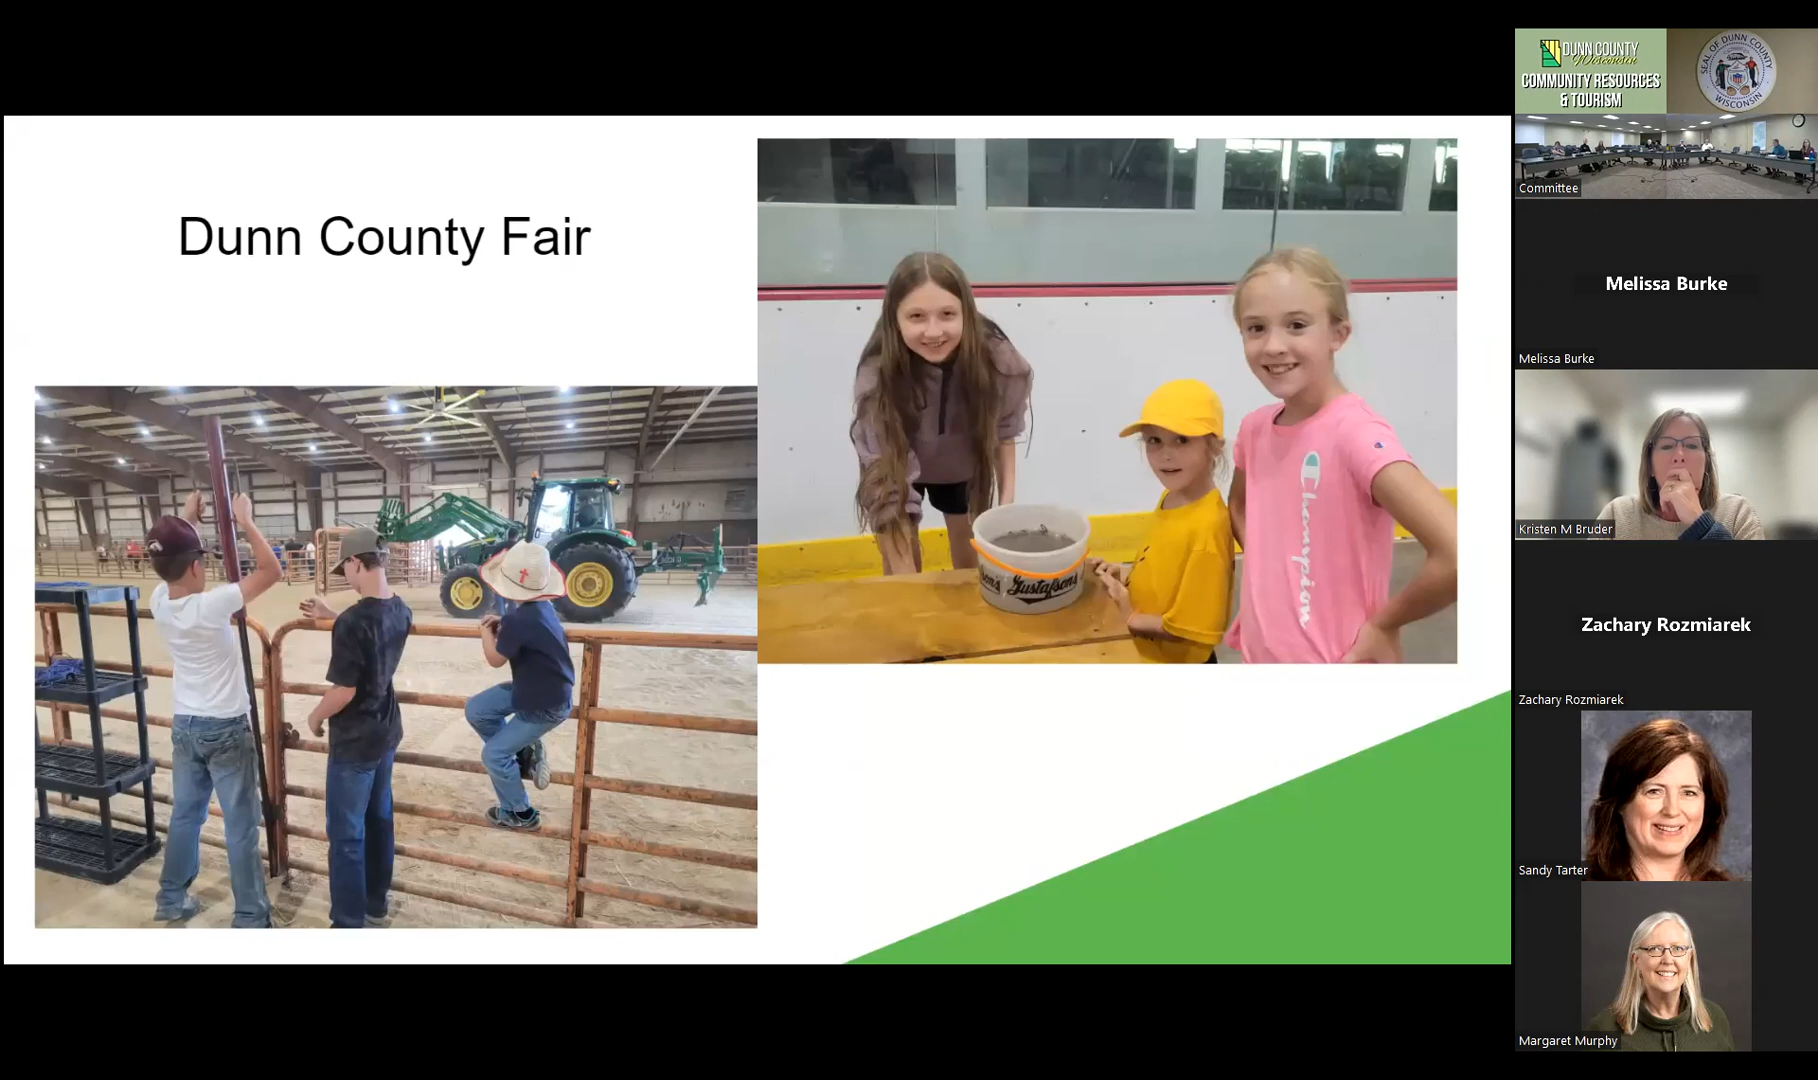 Dunn County Fair
Champion
Gustafson's
DUNN COUNTY
Wisconsin
COMMUNITY RESOURCES
& TOURISM
SEAL OF DUNN COUNTY
WISCONSIN
Committee
Melissa Burke
Melissa Burke
Kristen M Bruder
Zachary Rozmiarek
Zachary Rozmiarek
Sandy Tarter
Margaret Murphy